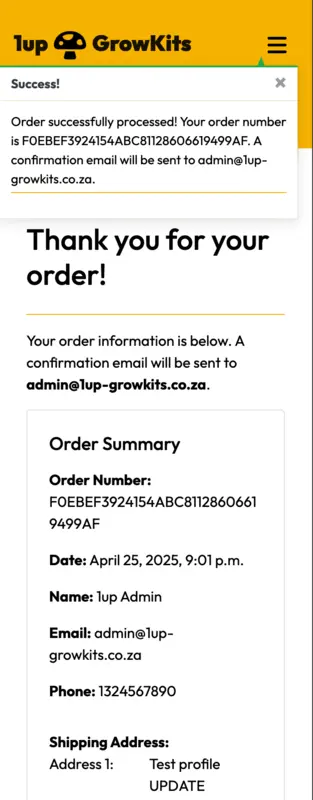 1up GrowKits
Success!
×
Order successfully processed! Your order number
is F0EBEF3924154ABC81128606619499AF. A
confirmation email will be sent to admin@1up-
growkits.co.za.
Thank you for your
order!
Your order information is below. A
confirmation email will be sent to
admin@1up-growkits.co.za.
Order Summary
Order Number:
F0EBEF3924154ABC8112860661
9499AF
Date: April 25, 2025, 9:01 p.m.
Name: 1up Admin
Email: admin@1up-
growkits.co.za
Phone: 1324567890
Shipping Address:
Address 1: Test profile
UPDATE